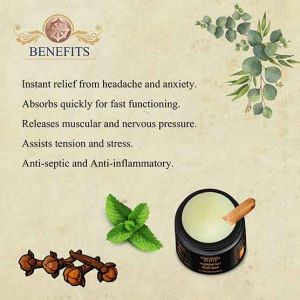 BENEFITS
Instant relief from headache and anxiety.
Absorbs quickly for fast functioning.
Releases muscular and nervous pressure.
Assists tension and stress.
Anti-septic and Anti-inflammatory.